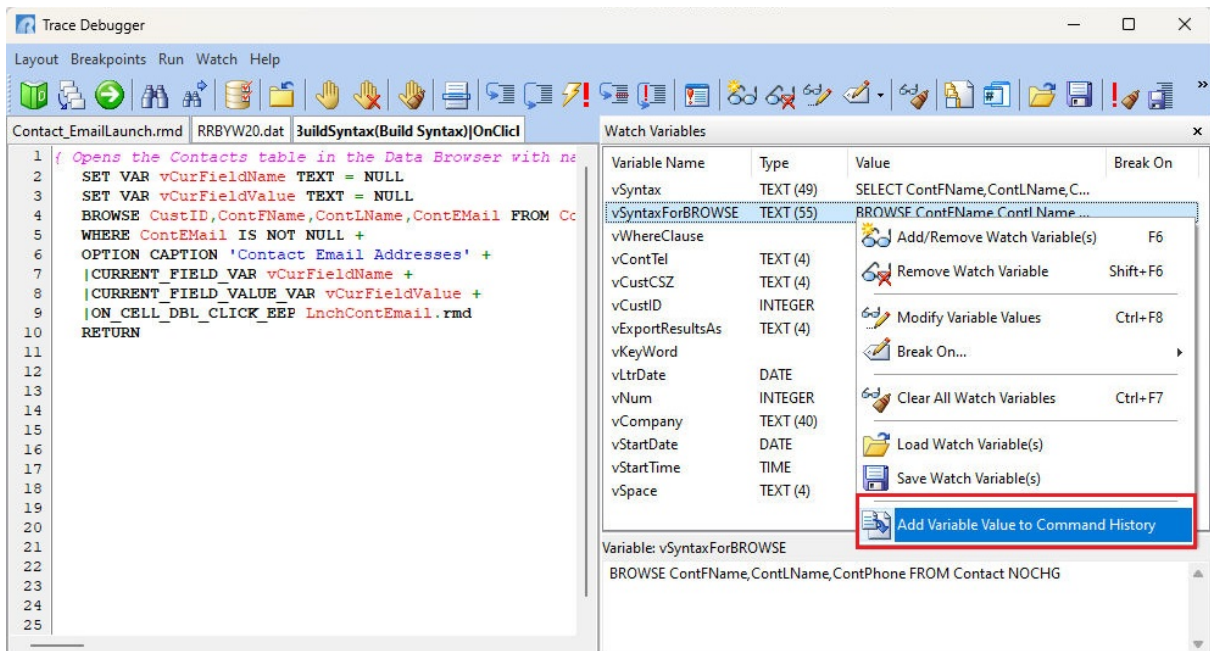 Trace Debugger
Layout Breakpoints Run Watch Help
Contact_EmailLaunch.rmd RRBYW20.dat BuildSyntax(Build Syntax)|OnClicl
Watch Variables
1 { Opens the Contacts table in the Data Browser with na
2 SET VAR vCurFieldName TEXT = NULL
3 SET VAR vCurFieldValue TEXT = NULL
4 BROWSE CustID,ContFName,ContLName,ContEMail FROM Co
5 WHERE ContEMail IS NOT NULL +
6 OPTION CAPTION 'Contact Email Addresses' +
7 |CURRENT_FIELD_VAR vCurFieldName +
8 |CURRENT_FIELD_VALUE_VAR vCurFieldValue +
9 |ON_CELL_DBL_CLICK_EEP LnchContEmail.rmd
10 RETURN
11
12
13
14
15
16
17
18
19
20
21
22
23
24
25
Variable Name Type Value Break On
vSyntax TEXT (49) SELECT ContFName,ContLName,C...
vSyntaxForBROWSE TEXT (55) BROWSE ContFName,ContLName,...
vWhereClause
vContTel TEXT (4)
vCustCSZ TEXT (4)
vCustID INTEGER
vExportResultsAs TEXT (4)
vKeyWord
vLtrDate DATE
vNum INTEGER
vCompany TEXT (40)
vStartDate DATE
vStartTime TIME
vSpace TEXT (4)
Add/Remove Watch Variable(s) F6
Remove Watch Variable Shift+F6
Modify Variable Values Ctrl+F8
Break On...
Clear All Watch Variables Ctrl+F7
Load Watch Variable(s)
Save Watch Variable(s)
Add Variable Value to Command History
Variable: vSyntaxForBROWSE
BROWSE ContFName,ContLName,ContPhone FROM Contact NOCHG